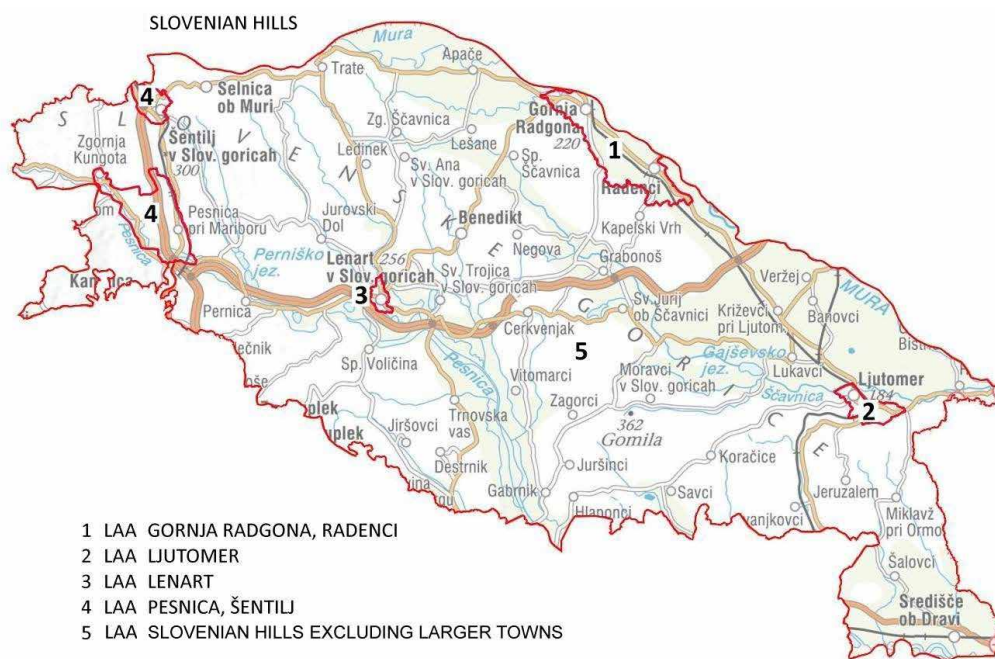 SLOVENIAN HILLS
Mura
Trate
Apače
4
Selnica
ob Muri
Gornja
Radgona
220
1
SLOVENSKE
GORICE
Šentilj
v Slov. goricah
300
Zg. Ščavnica
Lešane
Ledinek
Sv. Ana
v Slov. goricah
Sp.
Ščavnica
Zgornja
Kungota
Radenci
4
Pesnica
pri Mariboru
Pesnica
Jurovski
Dol
Benedikt
Kapelski Vrh
Negova
Perniško
jez.
Lenart
v Slov. goricah
256
Grabonoš
Sv. Trojica
v Slov. goricah
Veržej
MURA
3
Pernica
Cerkvenjak
Sv. Jurij
ob Ščavnici
Križevci
pri Ljutom.
Banovci
5
Sp. Voličina
Pesnica
Vitomarci
Moravci
v Slov. goricah
Gajševsko
jez.
Lukavci
Ščavnica
Ljutomer
184
2
Zagorci
362
Gomila
Trnovska
vas
Jiršovci
Destrnik
Juršinci
Koračice
Gabrnik
Savci
Hlaponci
Jeruzalem
Miklavž
pri Ormo
Šalovci
Središče
ob Dravi
1 LAA GORNJA RADGONA, RADENCI
2 LAA LJUTOMER
3 LAA LENART
4 LAA PESNICA, ŠENTILJ
5 LAA SLOVENIAN HILLS EXCLUDING LARGER TOWNS